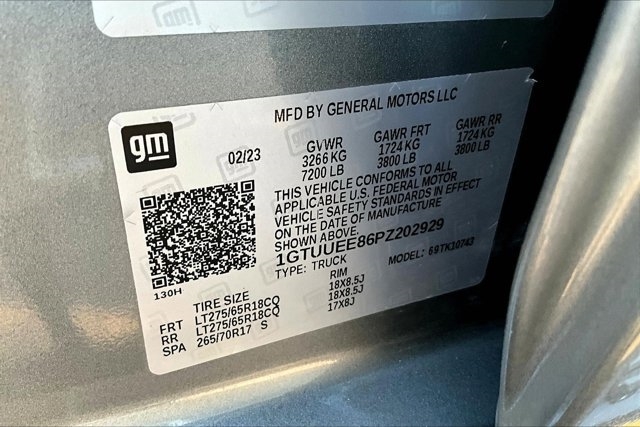 MFD BY GENERAL MOTORS LLC
gm
02/23
GVWR GAWR FRT GAWR RR
3266 KG 1724 KG 1724 KG
7200 LB 3800 LB 3800 LB
THIS VEHICLE CONFORMS TO ALL
APPLICABLE U.S. FEDERAL MOTOR
VEHICLE SAFETY STANDARDS IN EFFECT
ON THE DATE OF MANUFACTURE
SHOWN ABOVE.
1GTUUEE86PZ202929
TYPE: TRUCK MODEL: 69TK10743
130H
TIRE SIZE RIM
FRT LT275/65R18CQ 18X8.5J
RR LT275/65R18CQ 18X8.5J
SPA 265/70R17 S 17X8J